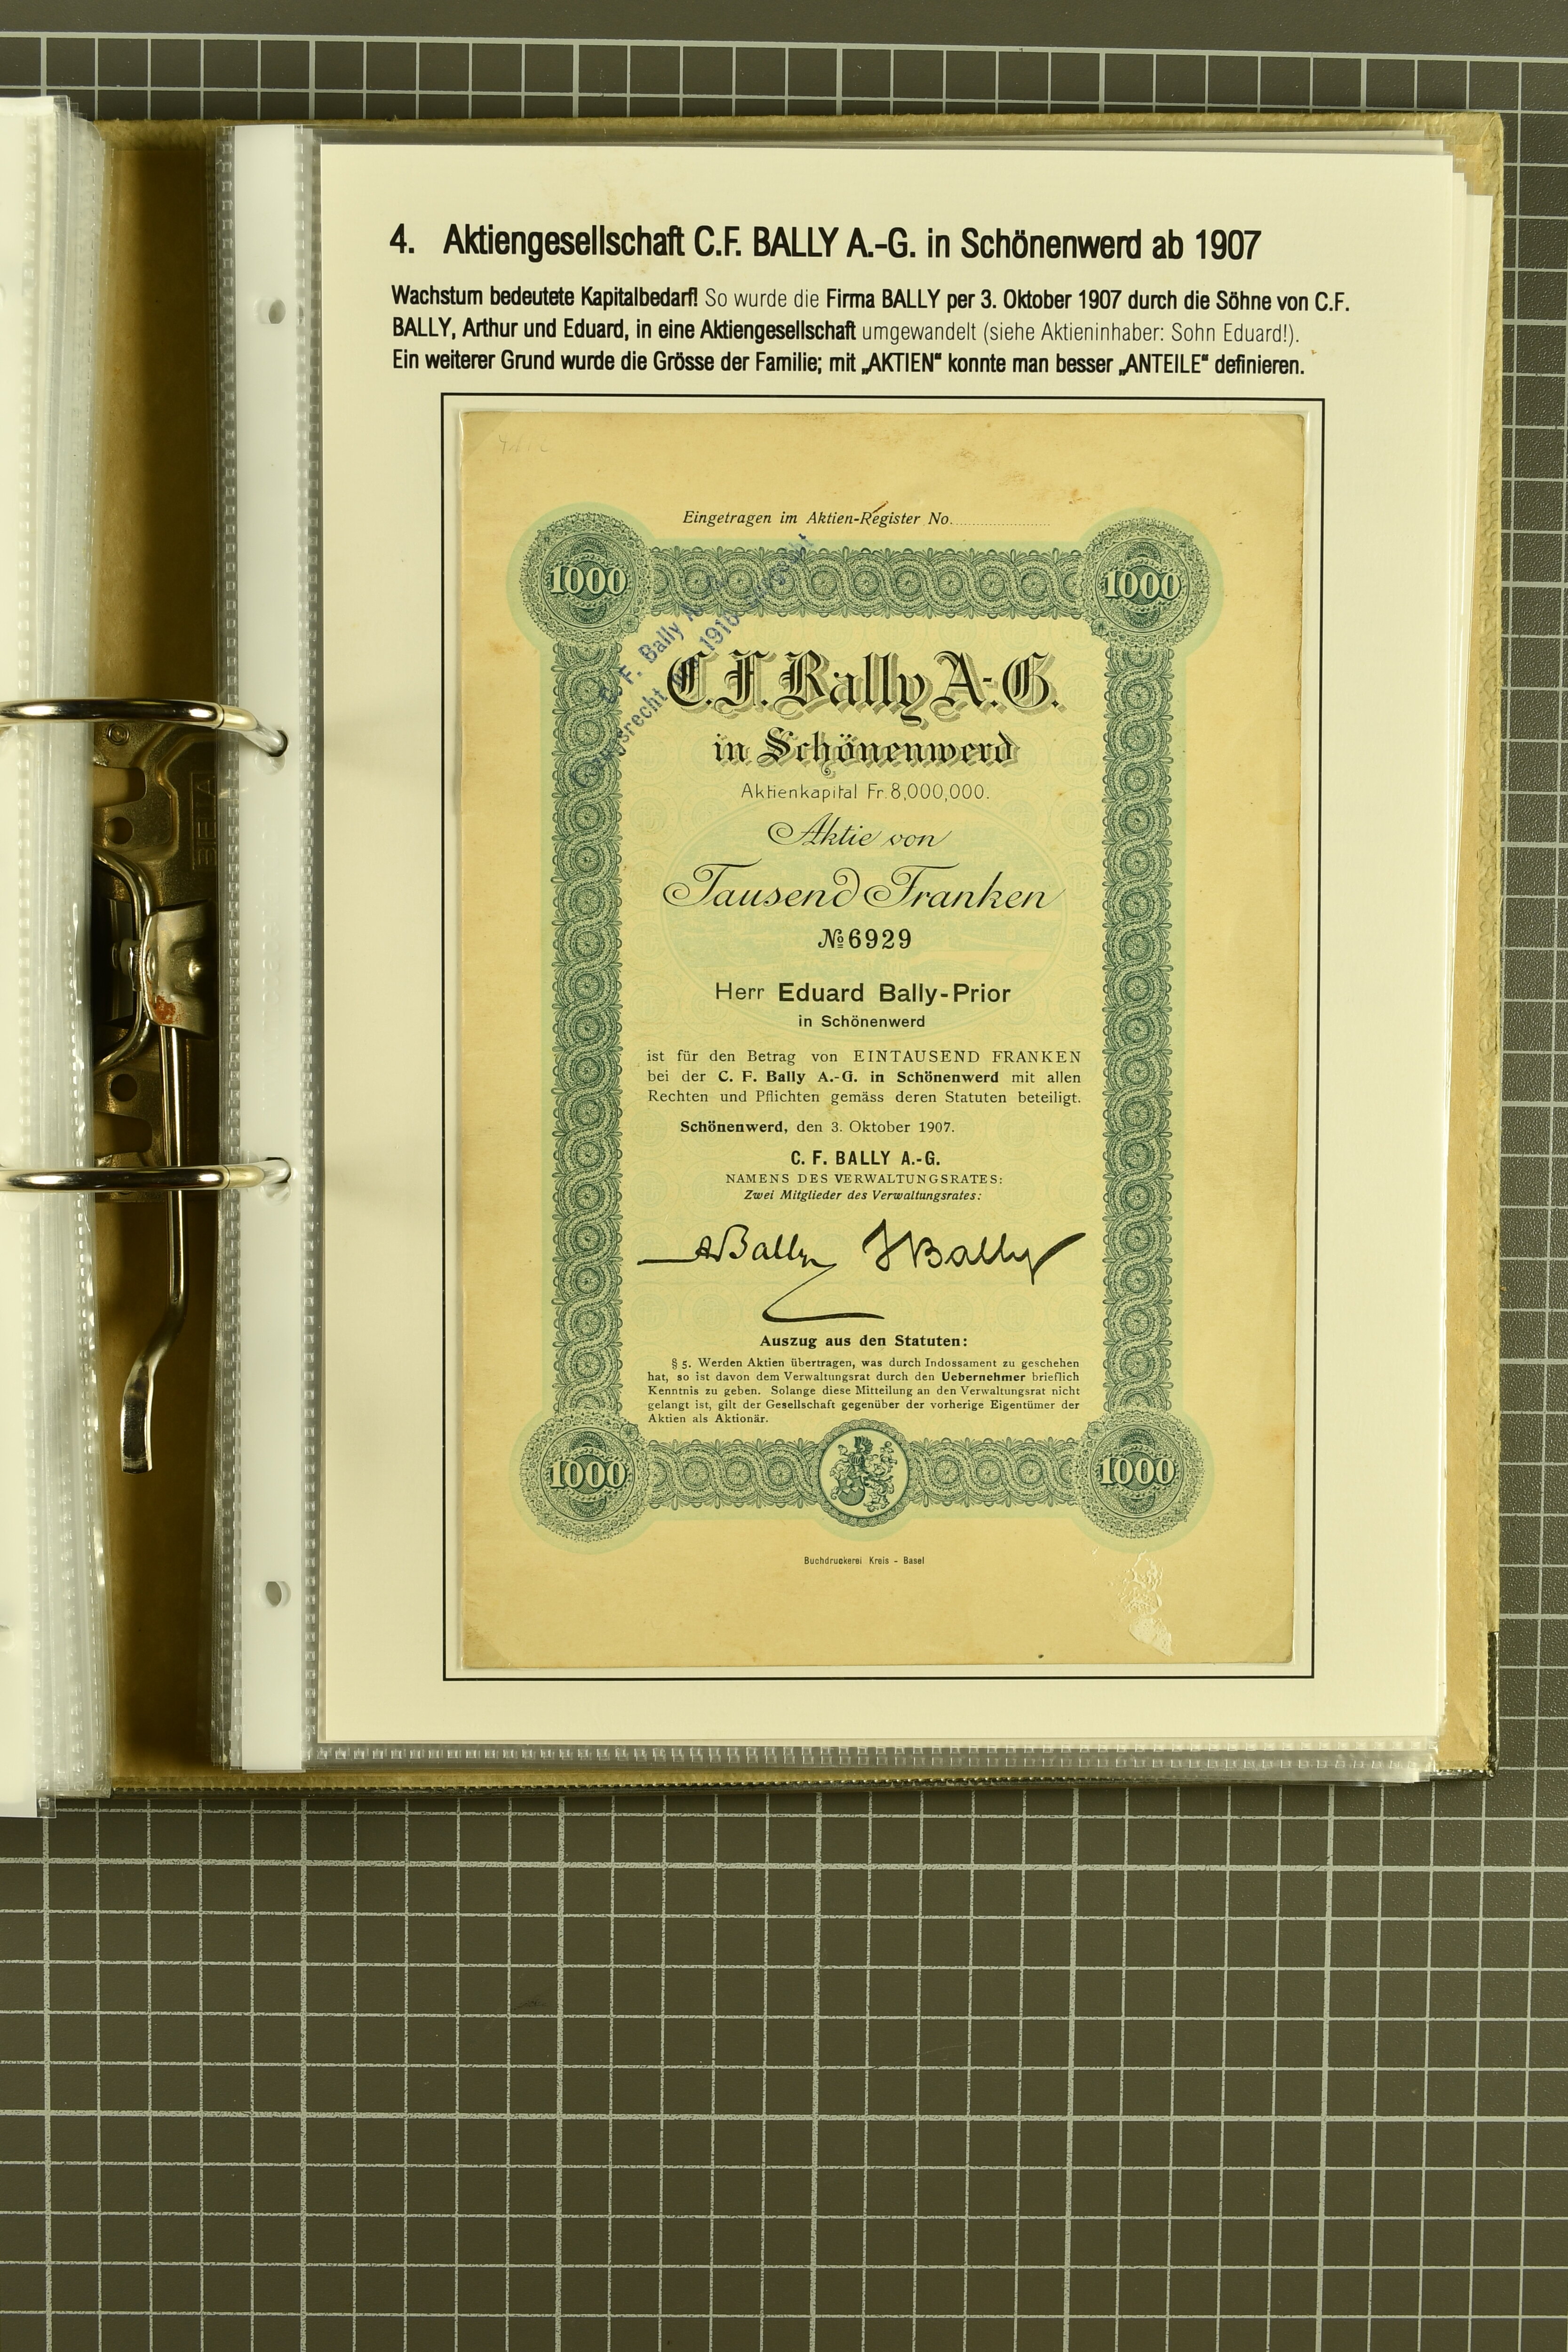 4. Aktiengesellschaft C.F. BALLY A.-G. in Schönenwerd ab 1907
Wachstum bedeutete Kapitalbedarf! So wurde die Firma BALLY per 3. Oktober 1907 durch die Söhne von C.F.
BALLY, Arthur und Eduard, in eine Aktiengesellschaft umgewandelt (siehe Aktieninhaber: Sohn Eduard!).
Ein weiterer Grund wurde die Grösse der Familie; mit „AKTIEN“ konnte man besser „ANTEILE“ definieren.
Eingetragen im Aktien-Register No.
1000 1000
F. Bally A.
1916
C.F. Bally A.-G.
in Schönenwerd
Aktienkapital Fr. 8,000,000.
Aktie von
Tausend Franken
№ 6929
Herr Eduard Bally-Prior
in Schönenwerd
ist für den Betrag von EINTAUSEND FRANKEN
bei der C. F. Bally A.-G. in Schönenwerd mit allen
Rechten und Pflichten gemäss deren Statuten beteiligt.
Schönenwerd, den 3. Oktober 1907.
C. F. BALLY A.-G.
NAMENS DES VERWALTUNGSRATES:
Zwei Mitglieder des Verwaltungsrates:
ABally HBally
Auszug aus den Statuten:
§ 5. Werden Aktien übertragen, was durch Indossament zu geschehen
hat, so ist davon dem Verwaltungsrat durch den Uebernehmer brieflich
Kenntnis zu geben. Solange diese Mitteilung an den Verwaltungsrat nicht
gelangt ist, gilt der Gesellschaft gegenüber der vorherige Eigentümer der
Aktien als Aktionär.
1000 1000
Buchdruckerei Kreis - Basel